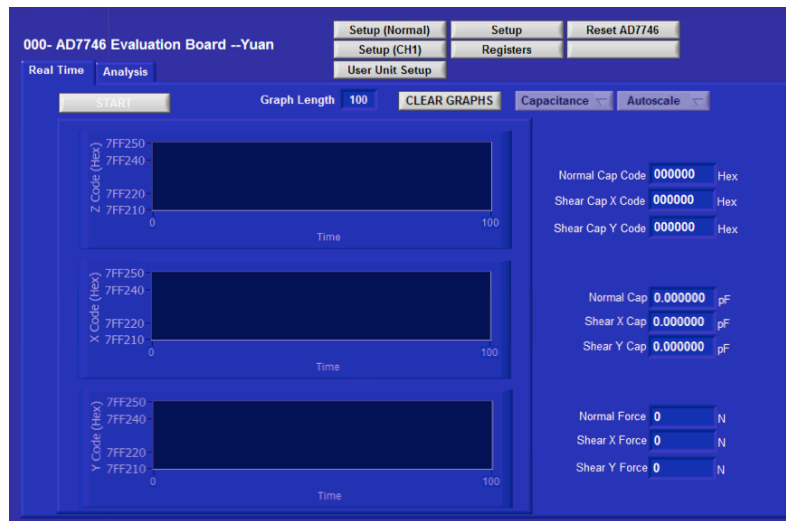 Setup (Normal) Setup Reset AD7746
000- AD7746 Evaluation Board --Yuan
Setup (CH1) Registers
User Unit Setup
Real Time Analysis
START Graph Length 100 CLEAR GRAPHS Capacitance Autoscale
Z Code (Hex)
7FF250
7FF240
7FF220
7FF210
0 100
Time
Normal Cap Code 000000 Hex
Shear Cap X Code 000000 Hex
Shear Cap Y Code 000000 Hex
X Code (Hex)
7FF250
7FF240
7FF220
7FF210
0 100
Time
Normal Cap 0.000000 pF
Shear X Cap 0.000000 pF
Shear Y Cap 0.000000 pF
Y Code (Hex)
7FF250
7FF240
7FF220
7FF210
0 100
Time
Normal Force 0 N
Shear X Force 0 N
Shear Y Force 0 N